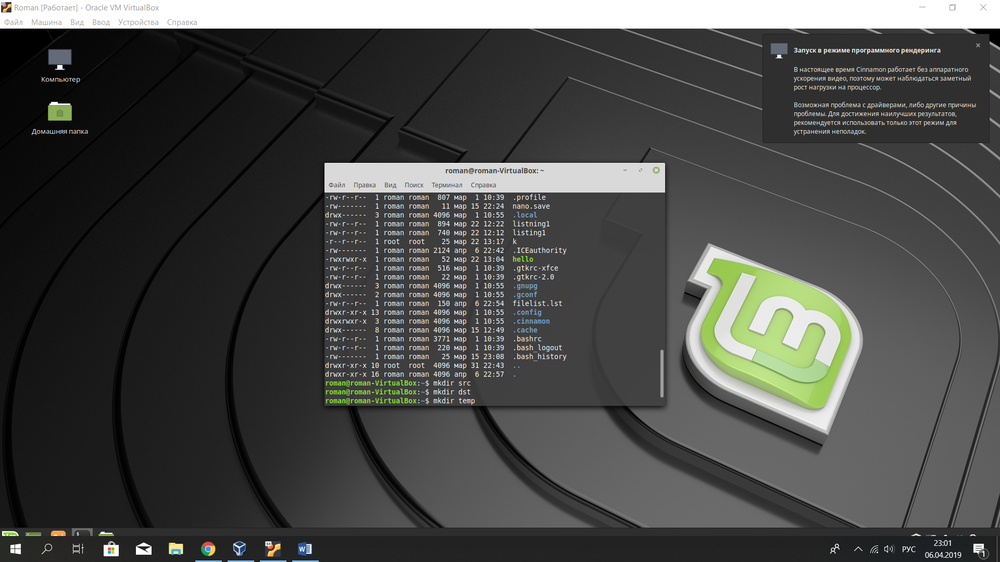 Roman [Работает] - Oracle VM VirtualBox
Файл Машина Вид Ввод Устройства Справка
Компьютер
Домашняя папка
Запуск в режиме программного рендеринга
В настоящее время Cinnamon работает без аппаратного
ускорения видео, поэтому может наблюдаться заметный
рост нагрузки на процессор.
Возможная проблема с драйверами, либо другие причины
проблемы. Для достижения наилучших результатов,
рекомендуется использовать только этот режим для
устранения неполадок.
roman@roman-VirtualBox: ~
Файл Правка Вид Поиск Терминал Справка
-rw-r--r--  1 roman roman  807 мар  1 10:39  .profile
-rw-------  1 roman roman   11 мар 15 22:24  nano.save
drwx------  3 roman roman 4096 мар  1 10:55  .local
-rw-r--r--  1 roman roman  894 мар 22 12:22  listning1
-rw-r--r--  1 roman roman  740 мар 22 12:12  listing1
-r--r--r--  1 root  root    25 мар 22 13:17  k
-rw-------  1 roman roman 2124 апр  6 22:42  .ICEauthority
-rwxrwxr-x  1 roman roman   52 мар 22 13:04  hello
-rw-r--r--  1 roman roman  516 мар  1 10:39  .gtkrc-xfce
-rw-r--r--  1 roman roman   22 мар  1 10:39  .gtkrc-2.0
drwx------  3 roman roman 4096 мар  1 10:55  .gnupg
drwx------  2 roman roman 4096 мар  1 10:55  .gconf
-rw-r--r--  1 roman roman  150 апр  6 22:54  filelist.lst
drwxr-xr-x 13 roman roman 4096 мар  1 10:55  .config
drwxrwxr-x  3 roman roman 4096 мар  1 10:55  .cinnamon
drwx------  8 roman roman 4096 мар 15 12:49  .cache
-rw-r--r--  1 roman roman 3771 мар  1 10:39  .bashrc
-rw-r--r--  1 roman roman  220 мар  1 10:39  .bash_logout
-rw-------  1 roman roman   25 мар 15 23:08  .bash_history
drwxr-xr-x 10 root  root  4096 мар 31 22:43  ..
drwxr-xr-x 16 roman roman 4096 апр  6 22:57  .
roman@roman-VirtualBox:~$ mkdir src
roman@roman-VirtualBox:~$ mkdir dst
roman@roman-VirtualBox:~$ mkdir temp
64
W
РУС
23:01
06.04.2019
1